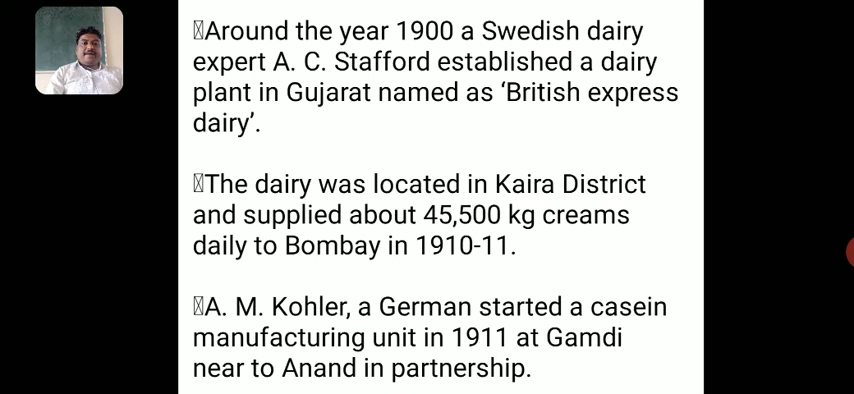 Around the year 1900 a Swedish dairy
expert A. C. Stafford established a dairy
plant in Gujarat named as ‘British express
dairy’.
The dairy was located in Kaira District
and supplied about 45,500 kg creams
daily to Bombay in 1910-11.
A. M. Kohler, a German started a casein
manufacturing unit in 1911 at Gamdi
near to Anand in partnership.